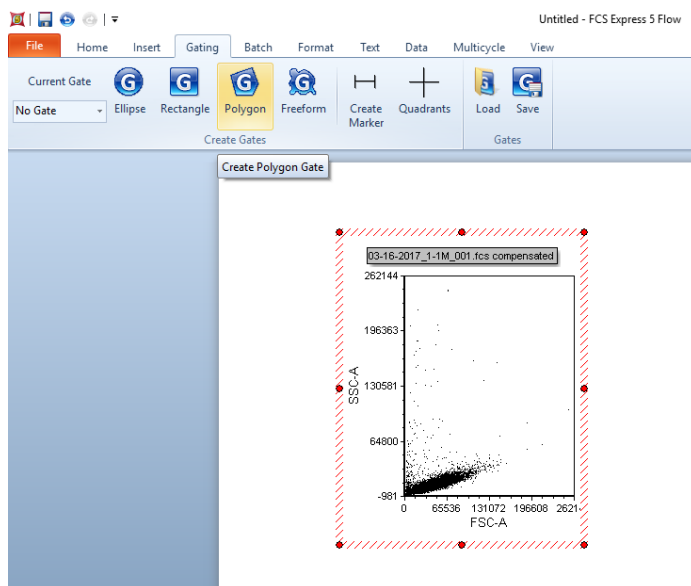 Untitled - FCS Express 5 Flow
File Home Insert Gating Batch Format Text Data Multicycle View
Current Gate
No Gate
Ellipse Rectangle Polygon Freeform Create Marker Quadrants Load Save
Create Gates Gates
Create Polygon Gate
03-16-2017_1-1M_001.fcs compensated
262144
196363
130581
64800
-981
SSC-A
0 65536 131072 196608 2621
FSC-A